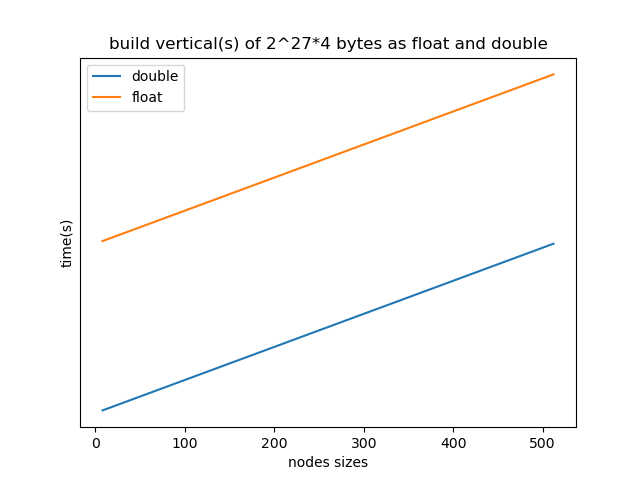 build vertical(s) of 2^27*4 bytes as float and double
double
float
time(s)
0
100
200
300
400
500
nodes sizes